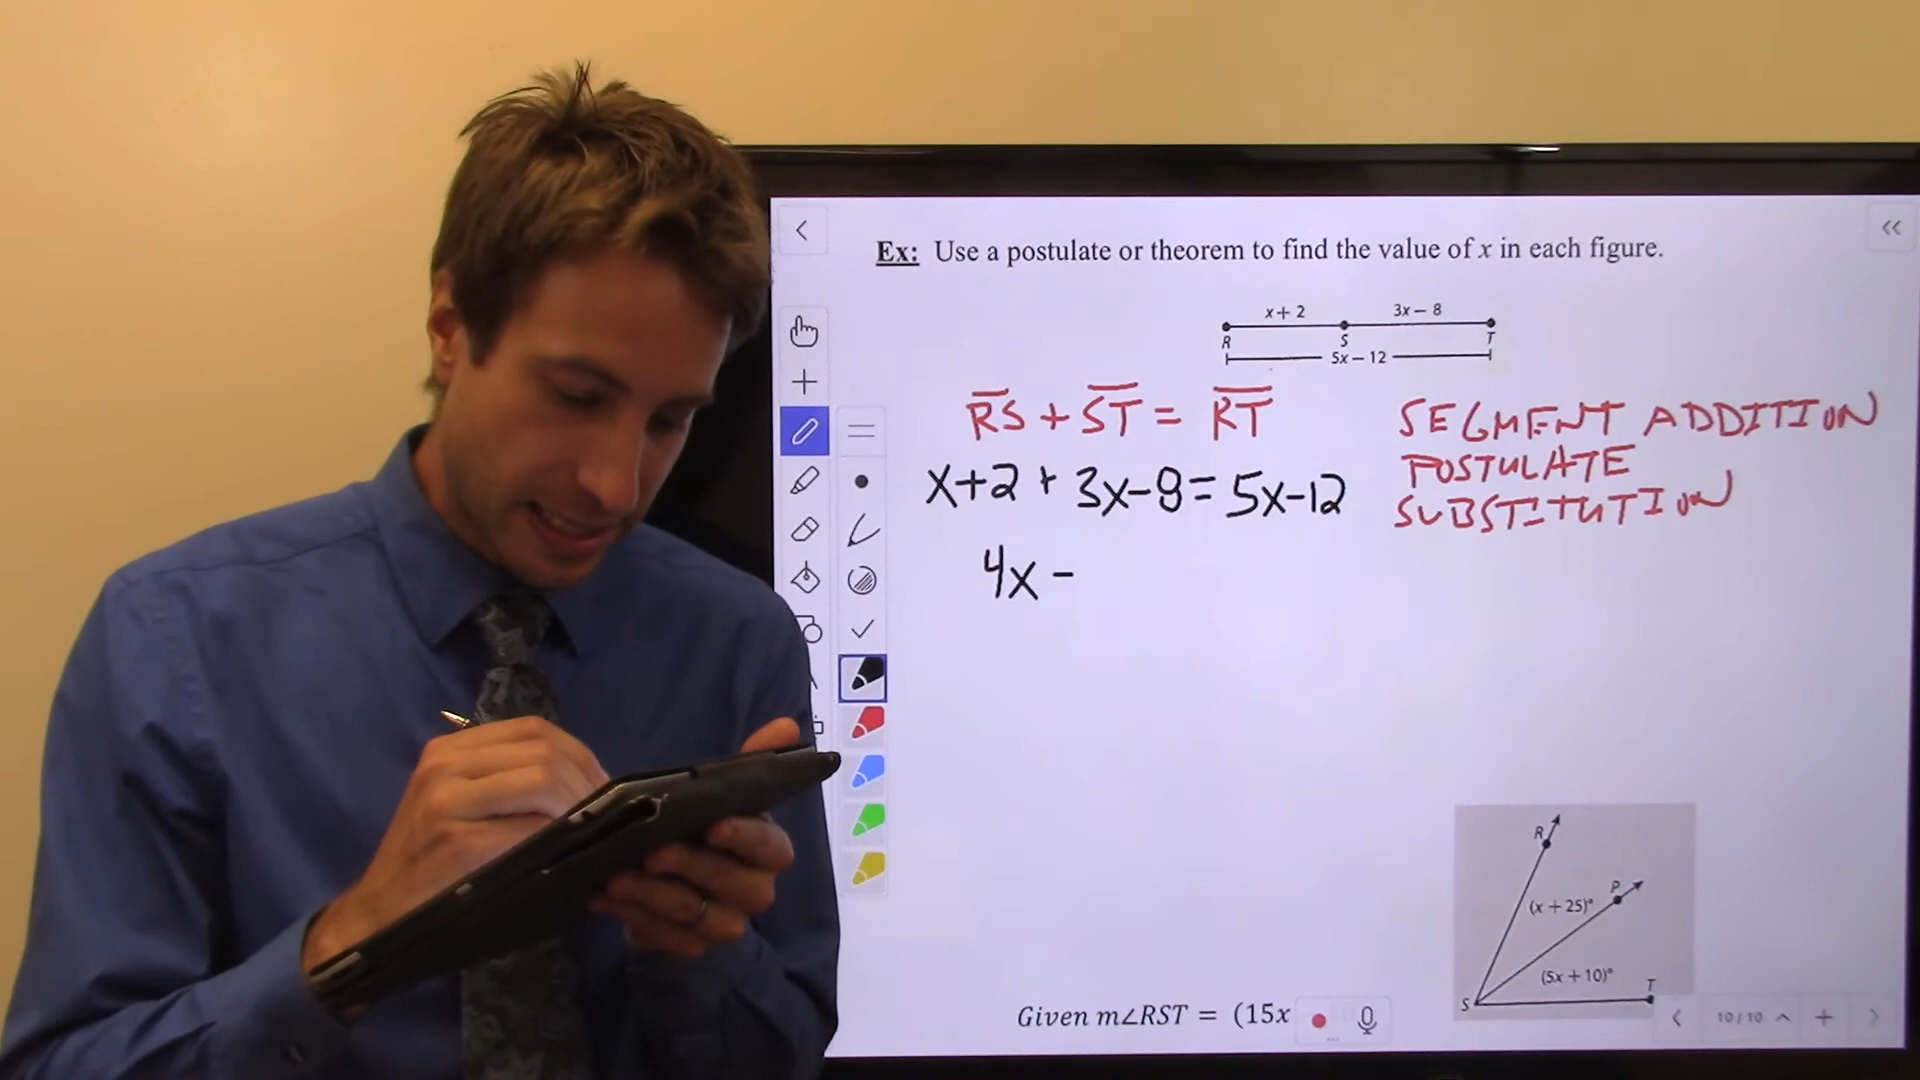 Ex: Use a postulate or theorem to find the value of x in each figure.
x + 2
3x – 8
R
S
T
5x – 12
RS + ST = RT
SEGMENT ADDITION
POSTULATE
x+2 + 3x-8 = 5x-12
SUBSTITUTION
4x -
R
P
(x + 25)°
(5x + 10)°
S
T
Given m∠RST = (15x
10/10